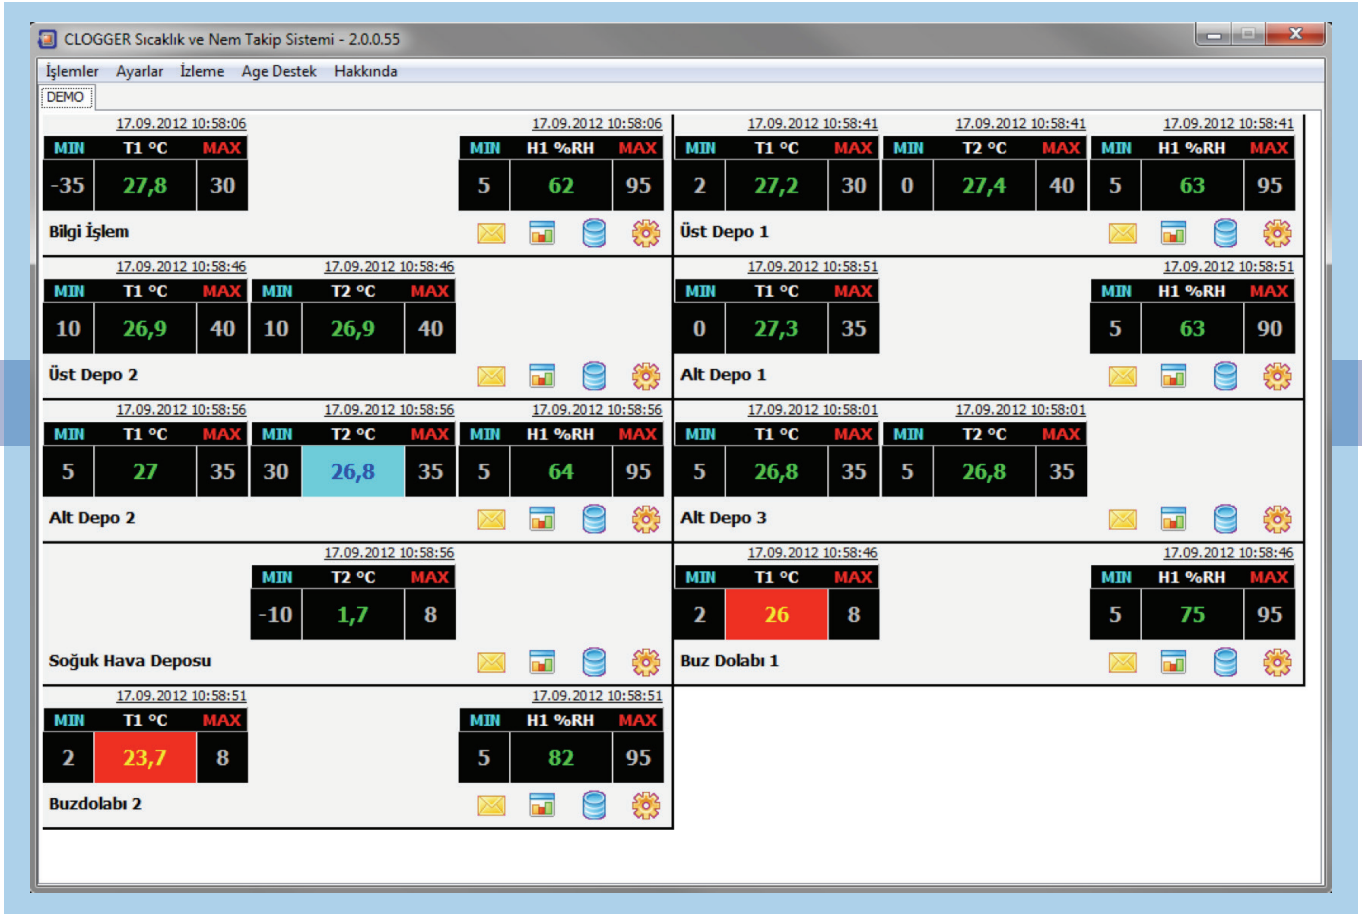 CLOGGER Sıcaklık ve Nem Takip Sistemi - 2.0.0.55
İşlemler Ayarlar İzleme Age Destek Hakkında
DEMO
17.09.2012 10:58:06 17.09.2012 10:58:06
MIN T1 °C MAX MIN H1 %RH MAX
-35 27,8 30 5 62 95
Bilgi İşlem
17.09.2012 10:58:41 17.09.2012 10:58:41 17.09.2012 10:58:41
MIN T1 °C MAX MIN T2 °C MAX MIN H1 %RH MAX
2 27,2 30 0 27,4 40 5 63 95
Üst Depo 1
17.09.2012 10:58:46 17.09.2012 10:58:46
MIN T1 °C MAX MIN T2 °C MAX
10 26,9 40 10 26,9 40
Üst Depo 2
17.09.2012 10:58:51 17.09.2012 10:58:51
MIN T1 °C MAX MIN H1 %RH MAX
0 27,3 35 5 63 90
Alt Depo 1
17.09.2012 10:58:56 17.09.2012 10:58:56 17.09.2012 10:58:56
MIN T1 °C MAX MIN T2 °C MAX MIN H1 %RH MAX
5 27 35 30 26,8 35 5 64 95
Alt Depo 2
17.09.2012 10:58:01 17.09.2012 10:58:01
MIN T1 °C MAX MIN T2 °C MAX
5 26,8 35 5 26,8 35
Alt Depo 3
17.09.2012 10:58:56
MIN T2 °C MAX
-10 1,7 8
Soğuk Hava Deposu
17.09.2012 10:58:46 17.09.2012 10:58:46
MIN T1 °C MAX MIN H1 %RH MAX
2 26 8 5 75 95
Buz Dolabı 1
17.09.2012 10:58:51 17.09.2012 10:58:51
MIN T1 °C MAX MIN H1 %RH MAX
2 23,7 8 5 82 95
Buzdolabı 2